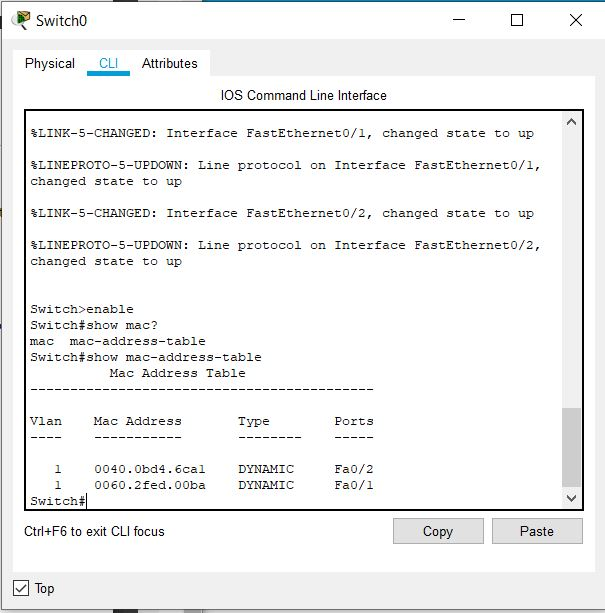 Switch0
Physical CLI Attributes
IOS Command Line Interface
%LINK-5-CHANGED: Interface FastEthernet0/1, changed state to up
%LINEPROTO-5-UPDOWN: Line protocol on Interface FastEthernet0/1,
changed state to up
%LINK-5-CHANGED: Interface FastEthernet0/2, changed state to up
%LINEPROTO-5-UPDOWN: Line protocol on Interface FastEthernet0/2,
changed state to up
Switch>enable
Switch#show mac?
mac  mac-address-table
Switch#show mac-address-table
          Mac Address Table
-------------------------------------------
Vlan    Mac Address       Type        Ports
----    -----------       --------    -----
   1    0040.0bd4.6ca1    DYNAMIC     Fa0/2
   1    0060.2fed.00ba    DYNAMIC     Fa0/1
Switch#
Ctrl+F6 to exit CLI focus Copy Paste
Top